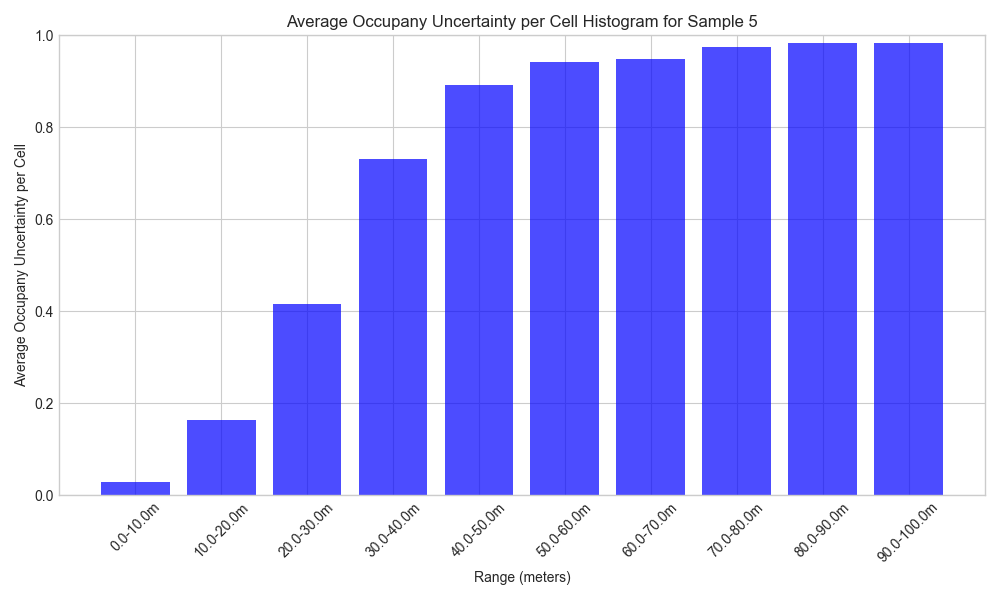 Average Occupany Uncertainty per Cell Histogram for Sample 5
Average Occupany Uncertainty per Cell
1.0
0.8
0.6
0.4
0.2
0.0
0.0-10.0m
10.0-20.0m
20.0-30.0m
30.0-40.0m
40.0-50.0m
50.0-60.0m
60.0-70.0m
70.0-80.0m
80.0-90.0m
90.0-100.0m
Range (meters)